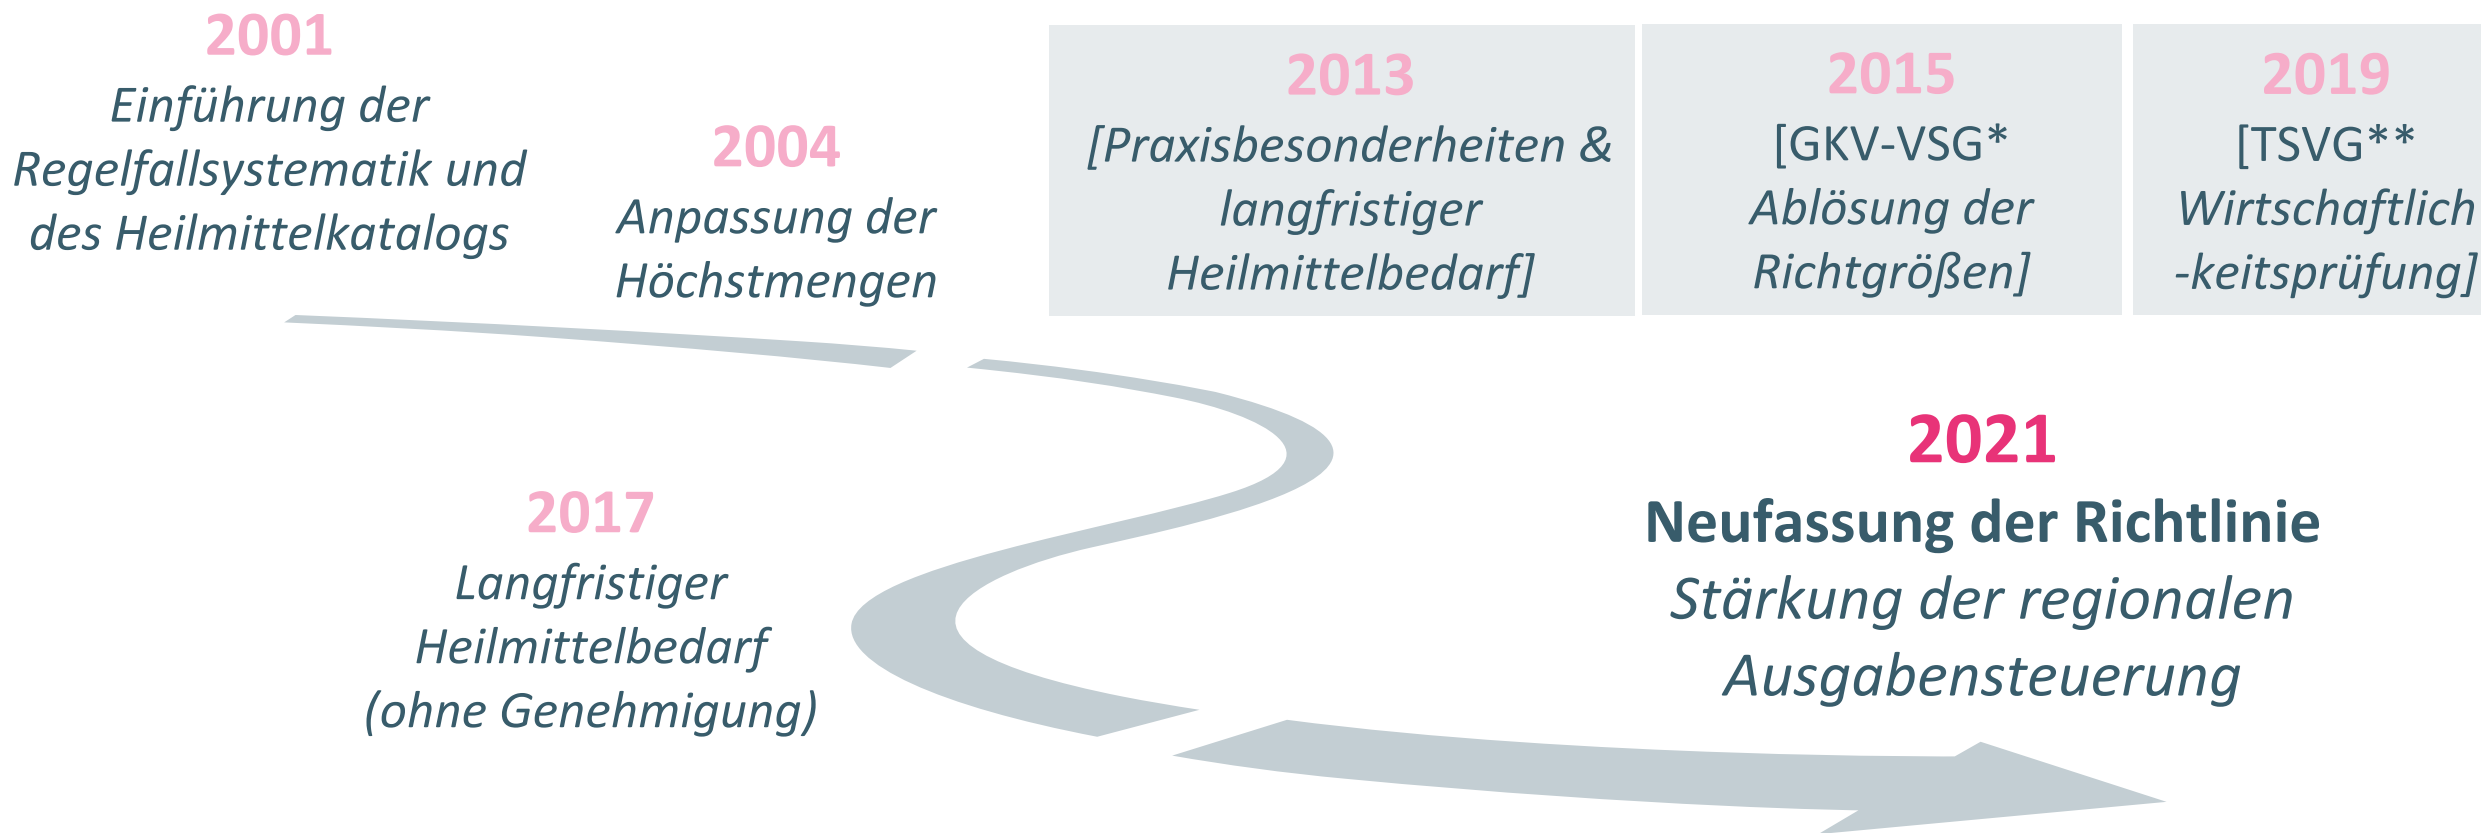 2001
Einführung der
Regelfallsystematik und
des Heilmittelkatalogs
2004
Anpassung der
Höchstmengen
2013
[Praxisbesonderheiten &
langfristiger
Heilmittelbedarf]
2015
[GKV-VSG*
Ablösung der
Richtgrößen]
2019
[TSVG**
Wirtschaftlich
-keitsprüfung]
2017
Langfristiger
Heilmittelbedarf
(ohne Genehmigung)
2021
Neufassung der Richtlinie
Stärkung der regionalen
Ausgabensteuerung